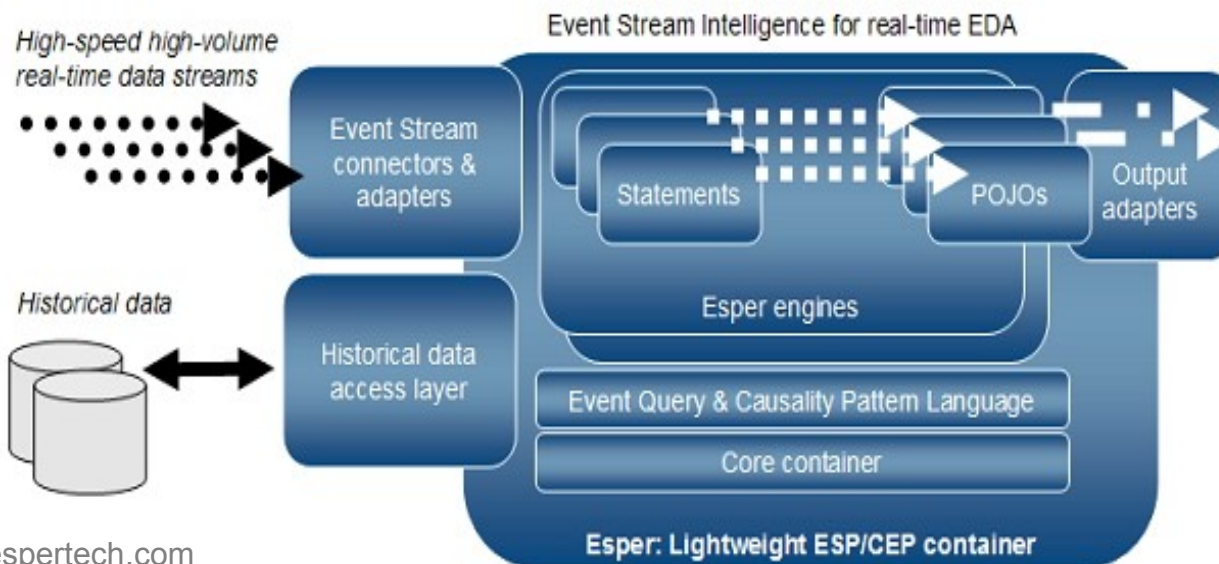 Event Stream Intelligence for real-time EDA
High-speed high-volume
real-time data streams
Event Stream
connectors &
adapters
Statements
POJOs
Output
adapters
Esper engines
Historical data
Historical data
access layer
Event Query & Causality Pattern Language
Core container
Esper: Lightweight ESP/CEP container
espertech.com